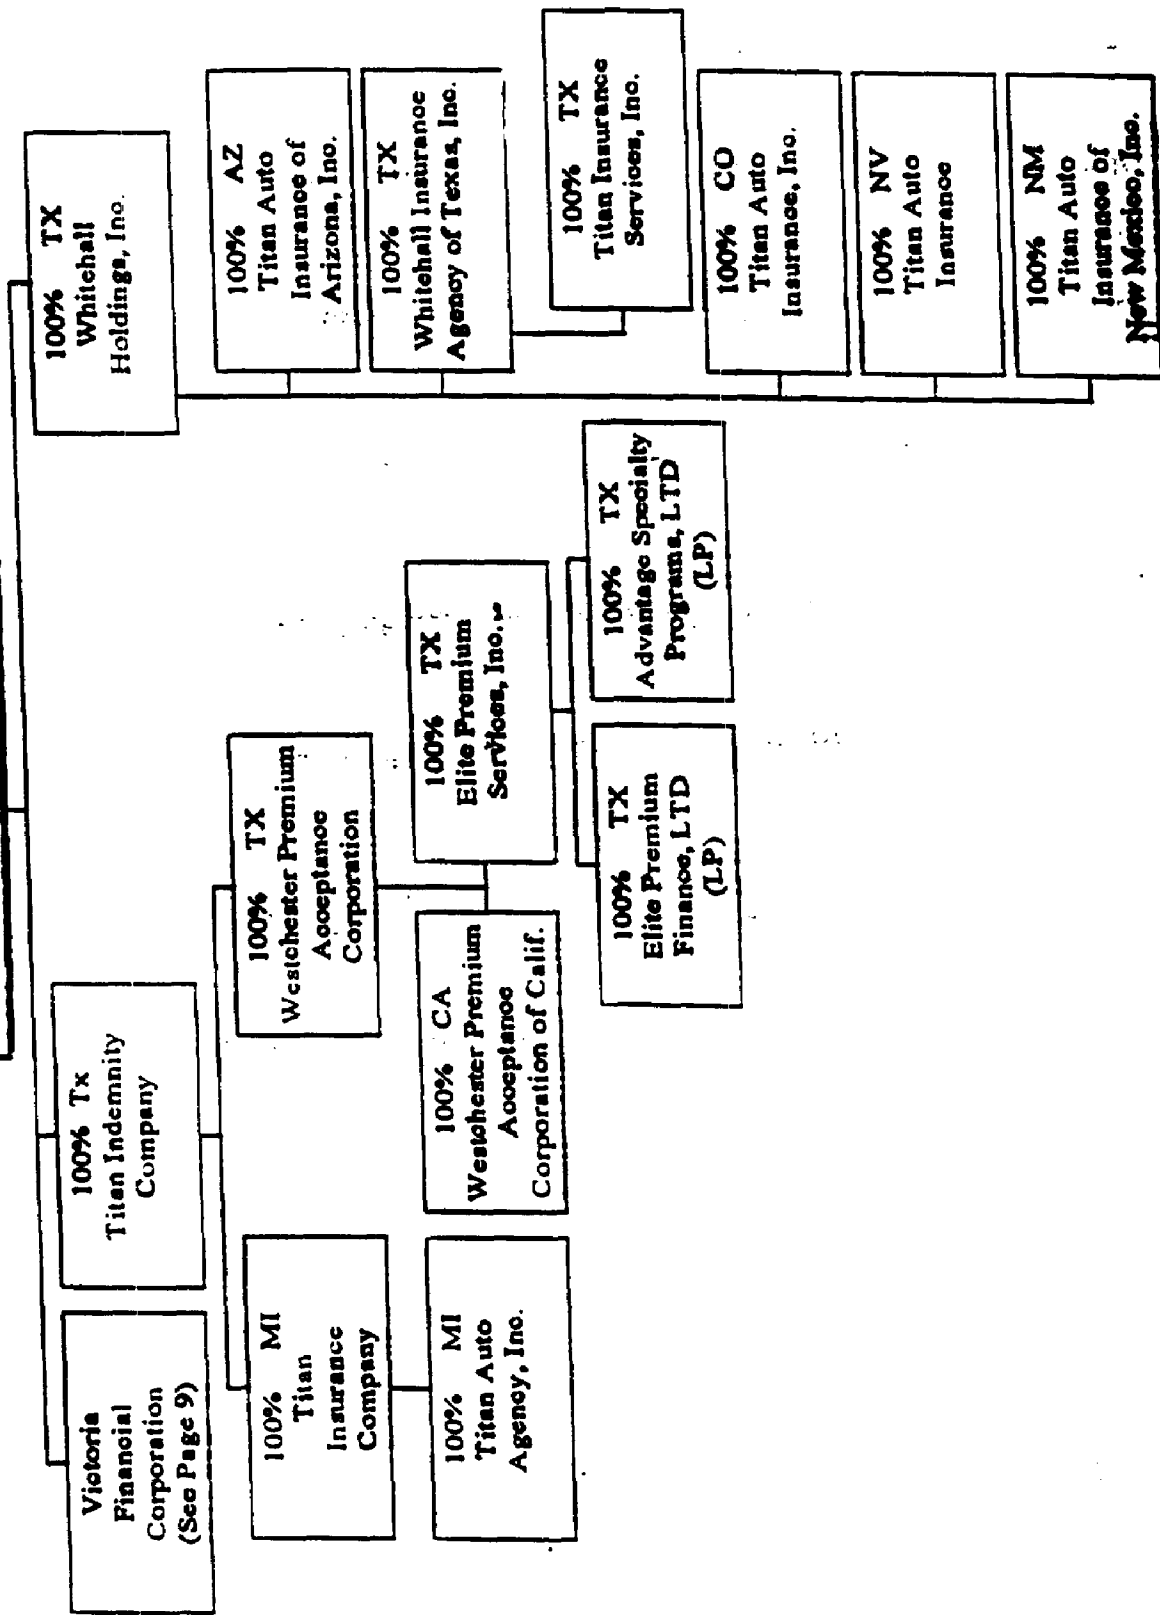 Victoria
Financial
Corporation
(See Page 9)
100% Tx
Titan Indemnity
Company
100% TX
Whitehall
Holdings, Inc.
100% MI
Titan
Insurance
Company
100% TX
Westchester Premium
Acceptance
Corporation
100% AZ
Titan Auto
Insurance of
Arizona, Inc.
100% MI
Titan Auto
Agency, Inc.
100% CA
Westchester Premium
Acceptance
Corporation of Calif.
100% TX
Elite Premium
Services, Inc.
100% TX
Whitehall Insurance
Agency of Texas, Inc.
100% TX
Elite Premium
Finance, LTD
(LP)
100% TX
Advantage Specialty
Programs, LTD
(LP)
100% TX
Titan Insurance
Services, Inc.
100% CO
Titan Auto
Insurance, Inc.
100% NV
Titan Auto
Insurance
100% NM
Titan Auto
Insurance of
New Mexico, Inc.